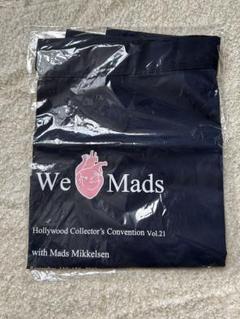 We Mads
Hollywood Collector's Convention Vol.21
with Mads Mikkelsen